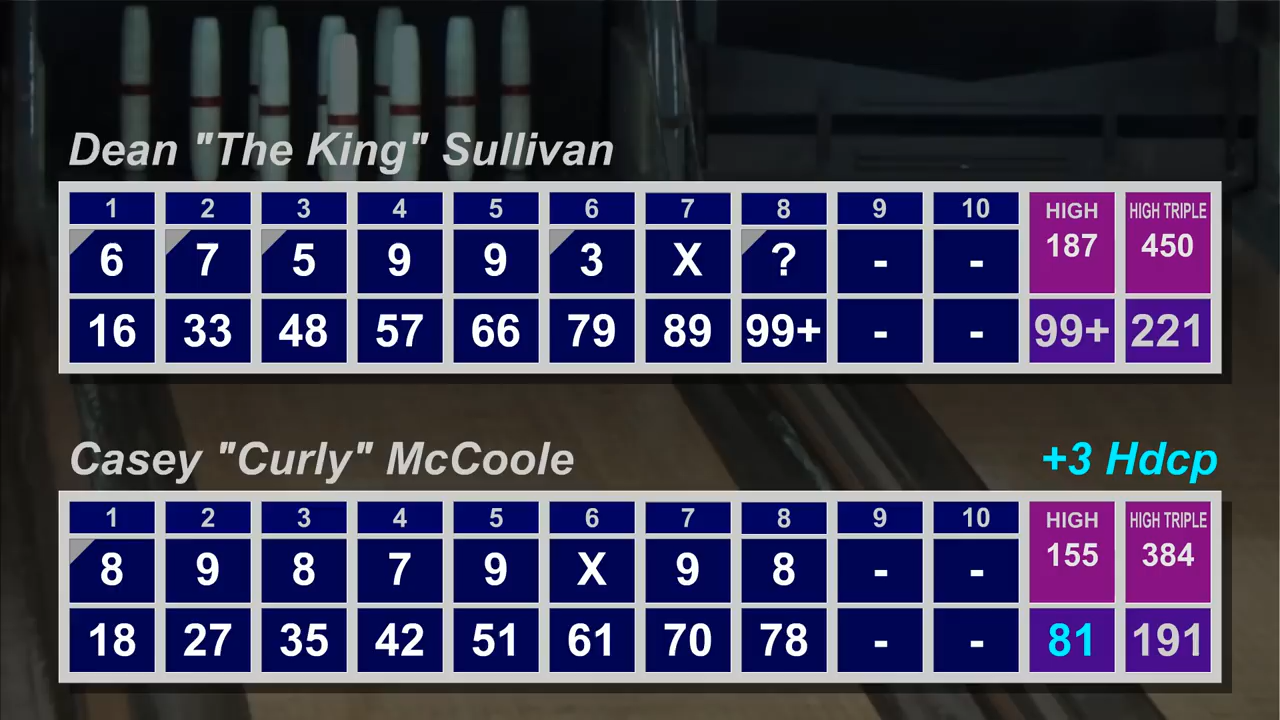 Dean "The King" Sullivan
1 2 3 4 5 6 7 8 9 10 HIGH HIGH TRIPLE
187 450
6 7 5 9 9 3 X ? - -
16 33 48 57 66 79 89 99+ - - 99+ 221
Casey "Curly" McCoole +3 Hdcp
1 2 3 4 5 6 7 8 9 10 HIGH HIGH TRIPLE
155 384
8 9 8 7 9 X 9 8 - -
18 27 35 42 51 61 70 78 - - 81 191